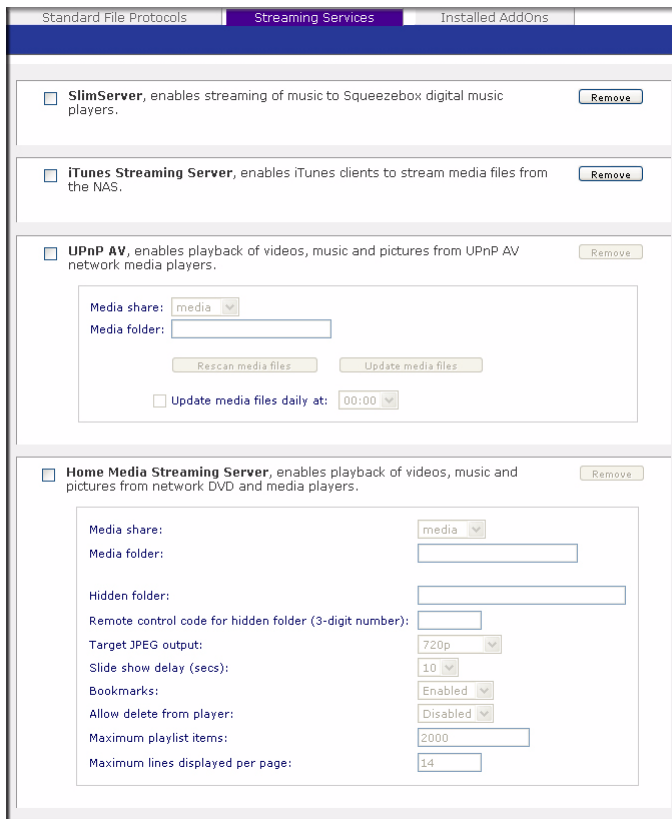 Standard File Protocols Streaming Services Installed AddOns
SlimServer, enables streaming of music to Squeezebox digital music Remove
players.
iTunes Streaming Server, enables iTunes clients to stream media files from Remove
the NAS.
UPnP AV, enables playback of videos, music and pictures from UPnP AV Remove
network media players.
Media share: media
Media folder:
Rescan media files Update media files
Update media files daily at: 00:00
Home Media Streaming Server, enables playback of videos, music and Remove
pictures from network DVD and media players.
Media share: media
Media folder:
Hidden folder:
Remote control code for hidden folder (3-digit number):
Target JPEG output: 720p
Slide show delay (secs): 10
Bookmarks: Enabled
Allow delete from player: Disabled
Maximum playlist items: 2000
Maximum lines displayed per page: 14